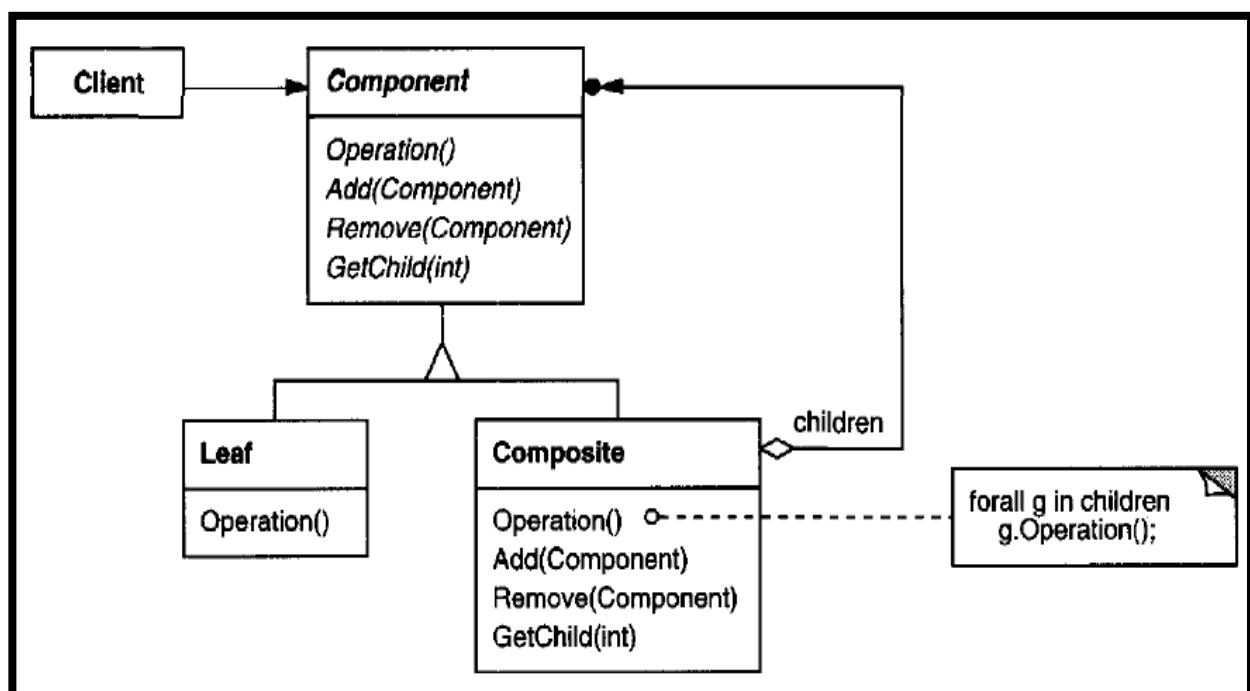 Client
Component
Operation()
Add(Component)
Remove(Component)
GetChild(int)
Leaf
Operation()
Composite
Operation()
Add(Component)
Remove(Component)
GetChild(int)
children
forall g in children
g.Operation();